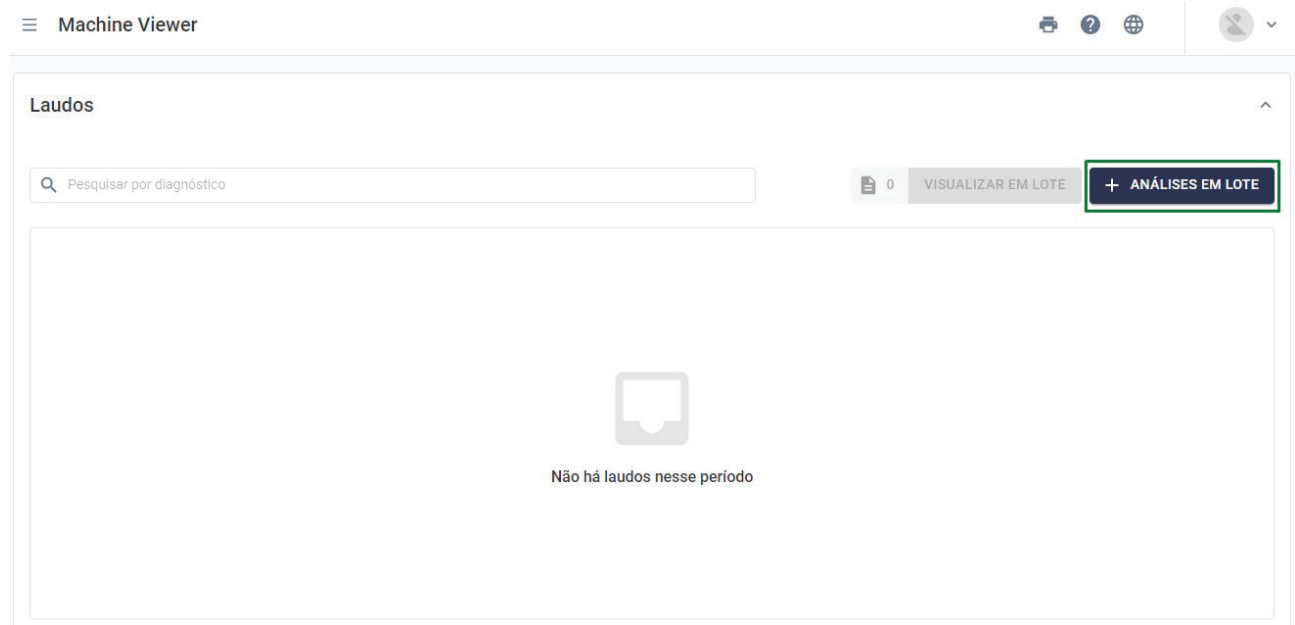 Machine Viewer
Laudos
Pesquisar por diagnóstico
0 VISUALIZAR EM LOTE
+ ANÁLISES EM LOTE
Não há laudos nesse período